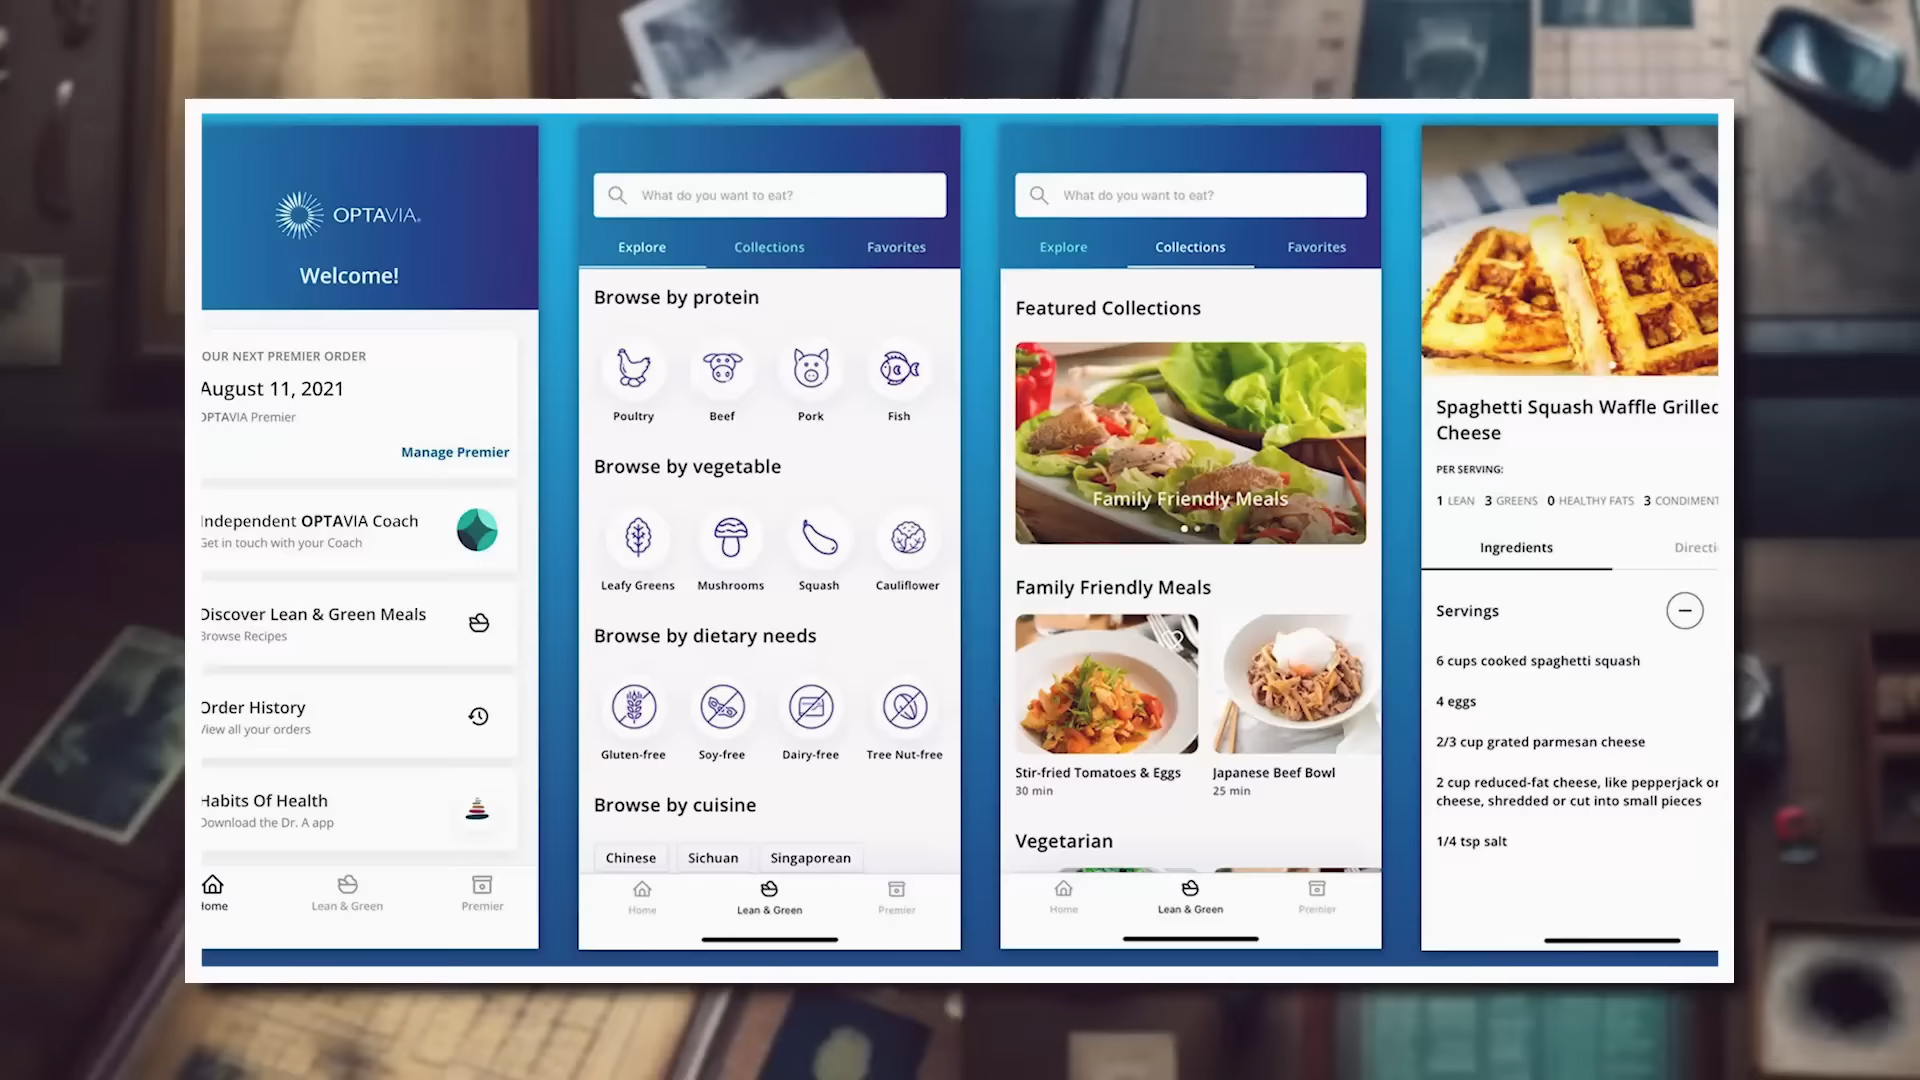 OPTAVIA
Welcome!
OUR NEXT PREMIER ORDER
August 11, 2021
OPTAVIA Premier
Manage Premier
Independent OPTAVIA Coach
Get in touch with your Coach
Discover Lean & Green Meals
Browse Recipes
Order History
View all your orders
Habits Of Health
Download the Dr. A app
Home
Lean & Green
Premier
What do you want to eat?
Explore
Collections
Favorites
Browse by protein
Poultry
Beef
Pork
Fish
Browse by vegetable
Leafy Greens
Mushrooms
Squash
Cauliflower
Browse by dietary needs
Gluten-free
Soy-free
Dairy-free
Tree Nut-free
Browse by cuisine
Chinese
Sichuan
Singaporean
Home
Lean & Green
Premier
What do you want to eat?
Explore
Collections
Favorites
Featured Collections
Family Friendly Meals
Family Friendly Meals
Stir-fried Tomatoes & Eggs
30 min
Japanese Beef Bowl
25 min
Vegetarian
Home
Lean & Green
Premier
Spaghetti Squash Waffle Grilled
Cheese
PER SERVING:
1 LEAN 3 GREENS 0 HEALTHY FATS 3 CONDIMENT
Ingredients
Directi
Servings
6 cups cooked spaghetti squash
4 eggs
2/3 cup grated parmesan cheese
2 cup reduced-fat cheese, like pepperjack or
cheese, shredded or cut into small pieces
1/4 tsp salt